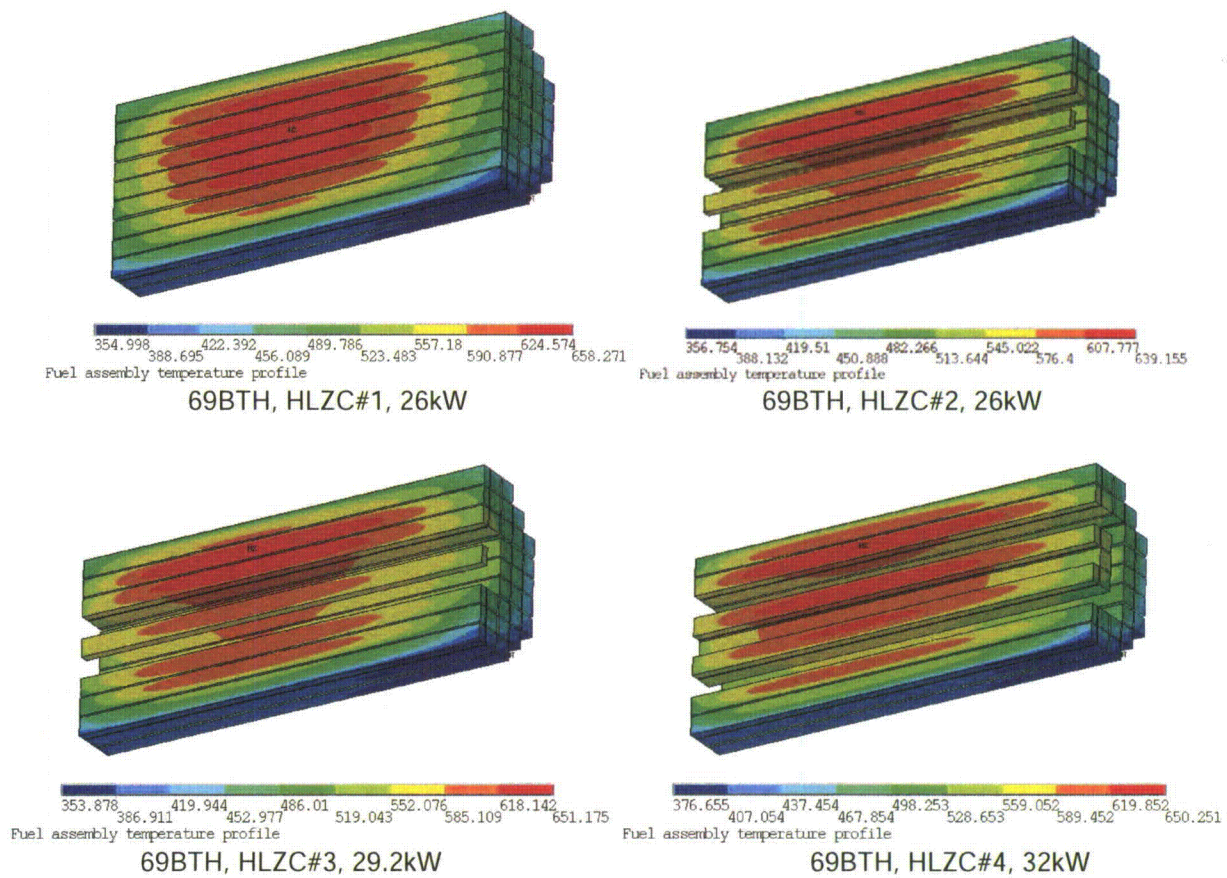 354.998 422.392 489.786 557.18 624.574
388.695 456.089 523.483 590.877 658.271
Fuel assembly temperature profile
69BTH, HLZC#1, 26kW
356.754 419.51 482.266 545.022 607.777
388.132 450.888 513.644 576.4 639.155
Fuel assembly temperature profile
69BTH, HLZC#2, 26kW
353.878 419.944 486.01 552.076 618.142
386.911 452.977 519.043 585.109 651.175
Fuel assembly temperature profile
69BTH, HLZC#3, 29.2kW
376.655 437.454 498.253 559.052 619.852
407.054 467.854 528.653 589.452 650.251
Fuel assembly temperature profile
69BTH, HLZC#4, 32kW